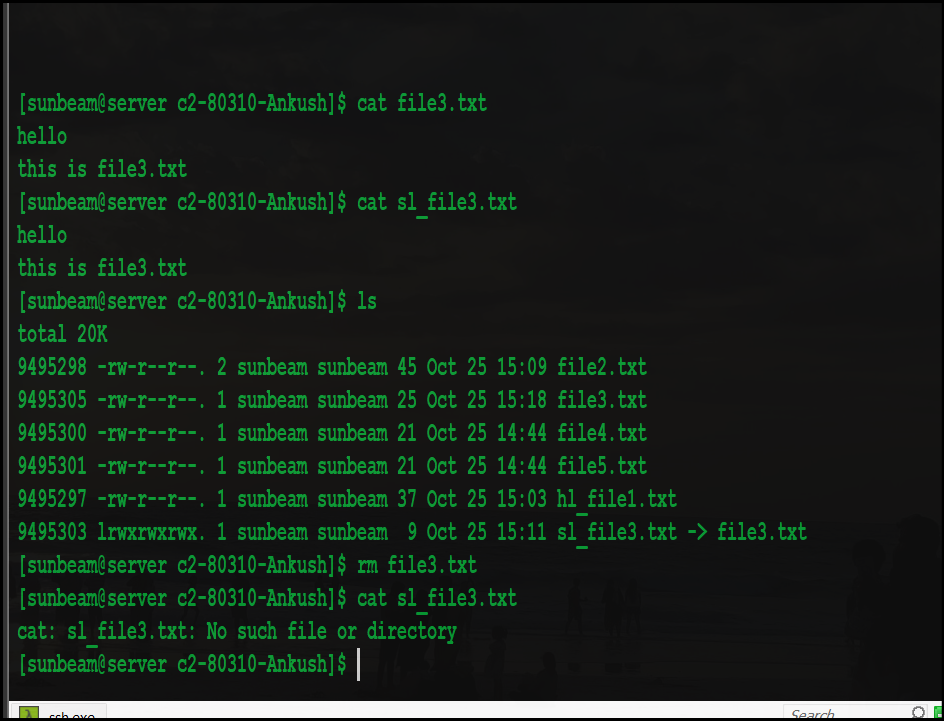 [sunbeam@server c2-80310-Ankush]$ cat file3.txt
hello
this is file3.txt
[sunbeam@server c2-80310-Ankush]$ cat sl_file3.txt
hello
this is file3.txt
[sunbeam@server c2-80310-Ankush]$ ls
total 20K
9495298 -rw-r--r--. 2 sunbeam sunbeam 45 Oct 25 15:09 file2.txt
9495305 -rw-r--r--. 1 sunbeam sunbeam 25 Oct 25 15:18 file3.txt
9495300 -rw-r--r--. 1 sunbeam sunbeam 21 Oct 25 14:44 file4.txt
9495301 -rw-r--r--. 1 sunbeam sunbeam 21 Oct 25 14:44 file5.txt
9495297 -rw-r--r--. 1 sunbeam sunbeam 37 Oct 25 15:03 hl_file1.txt
9495303 lrwxrwxrwx. 1 sunbeam sunbeam  9 Oct 25 15:11 sl_file3.txt -> file3.txt
[sunbeam@server c2-80310-Ankush]$ rm file3.txt
[sunbeam@server c2-80310-Ankush]$ cat sl_file3.txt
cat: sl_file3.txt: No such file or directory
[sunbeam@server c2-80310-Ankush]$
ssh.exe
Search